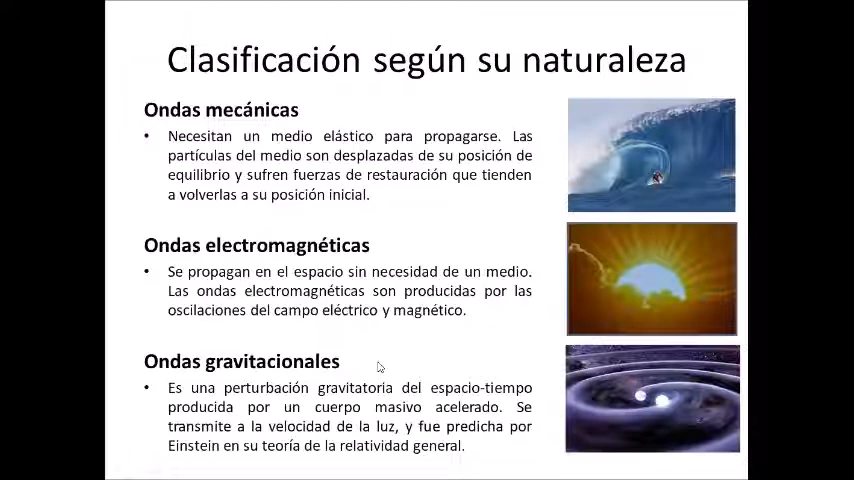 Clasificación según su naturaleza
Ondas mecánicas
• Necesitan un medio elástico para propagarse. Las
partículas del medio son desplazadas de su posición de
equilibrio y sufren fuerzas de restauración que tienden
a volverlas a su posición inicial.
Ondas electromagnéticas
• Se propagan en el espacio sin necesidad de un medio.
Las ondas electromagnéticas son producidas por las
oscilaciones del campo eléctrico y magnético.
Ondas gravitacionales
• Es una perturbación gravitatoria del espacio-tiempo
producida por un cuerpo masivo acelerado. Se
transmite a la velocidad de la luz, y fue predicha por
Einstein en su teoría de la relatividad general.